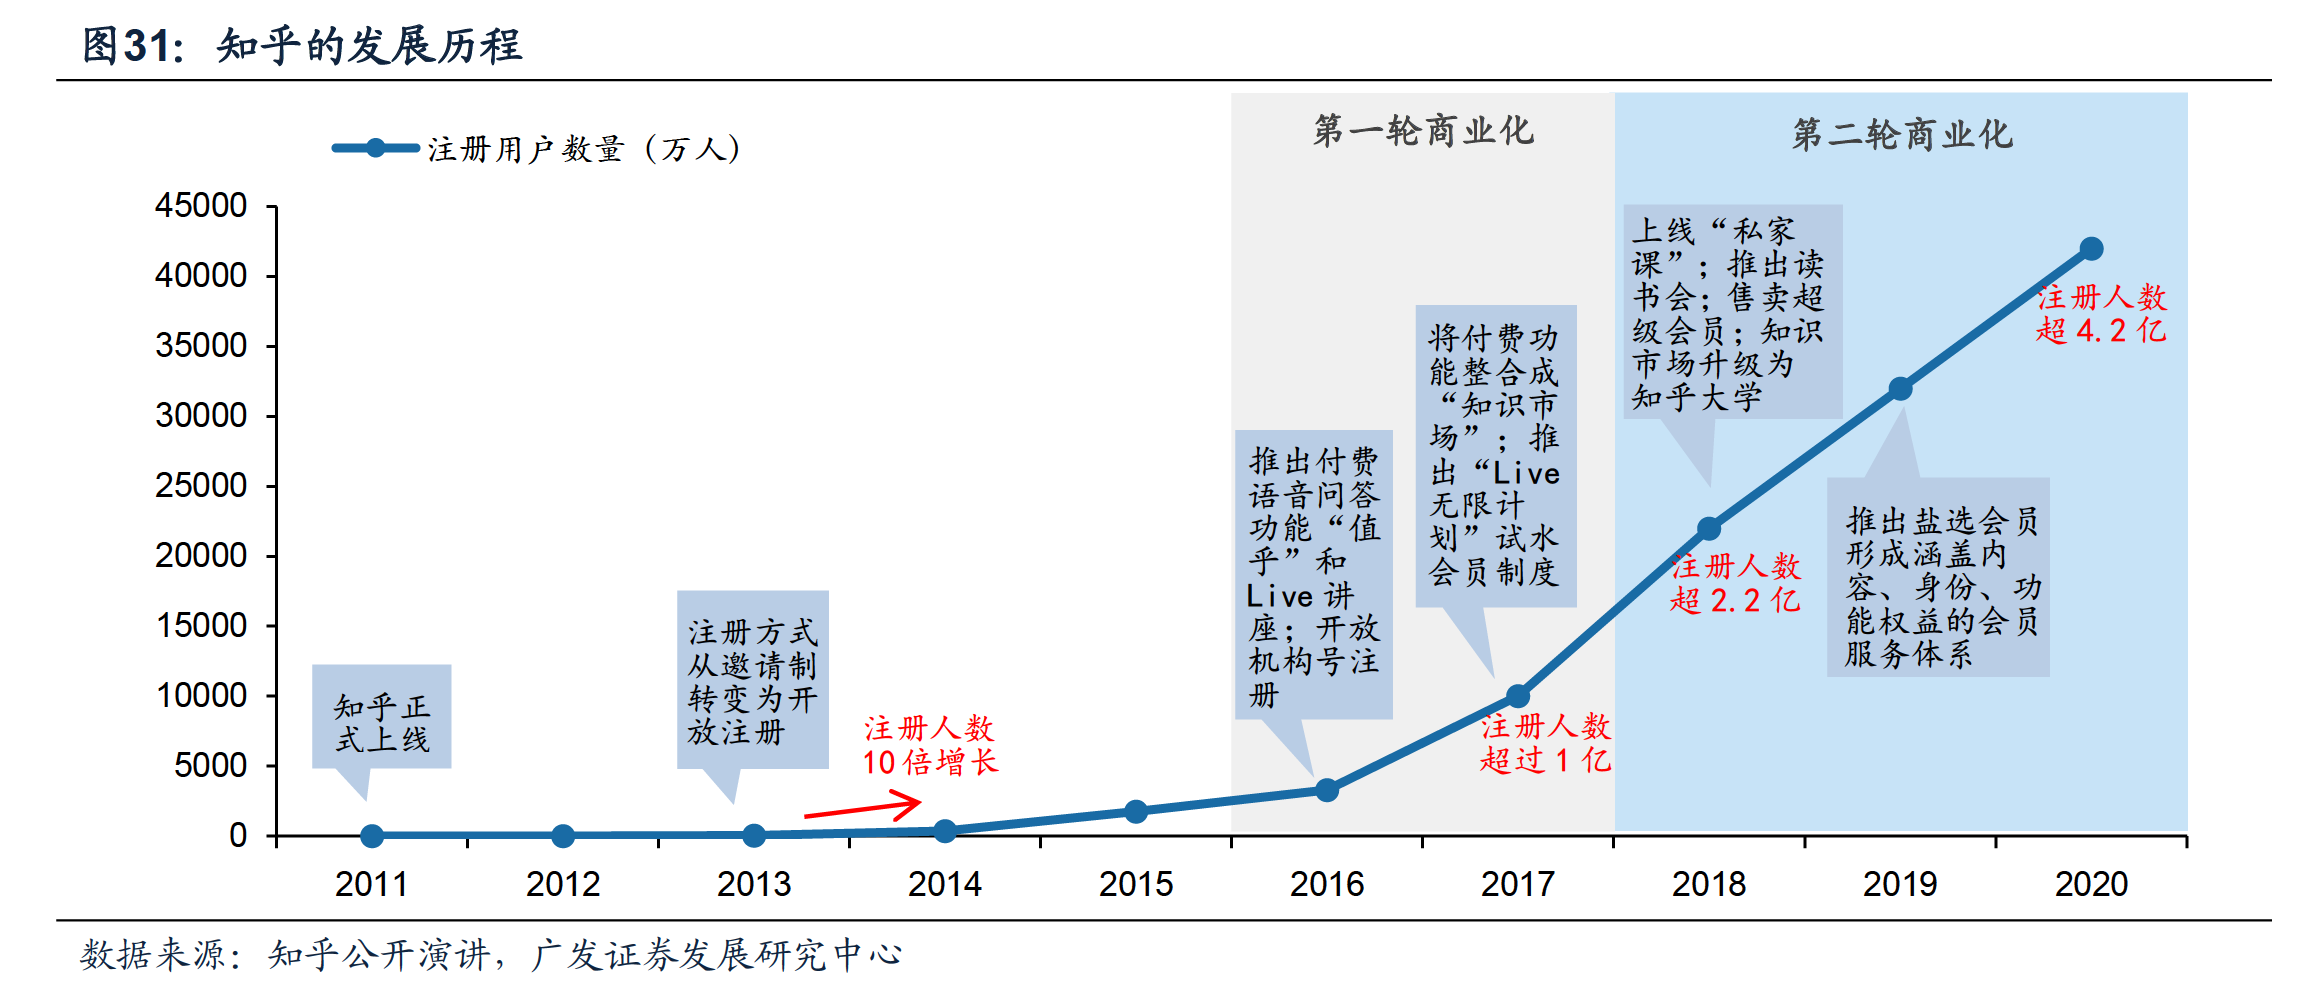 图31：知乎的发展历程
注册用户数量（万人）
第一轮商业化
第二轮商业化
45000
40000
35000
30000
25000
20000
15000
10000
5000
0
知乎正
式上线
注册方式
从邀请制
转变为开
放注册
注册人数
10倍增长
推出付费
语音问答
功能“值
乎”和
Live讲
座；开放
机构号注
册
将付费功
能整合成
“知识市
场”；推
出“Live
无限计
划”试水
会员制度
注册人数
超过1亿
上线“私家
课”；推出读
书会；售卖超
级会员；知识
市场升级为
知乎大学
注册人数
超2.2亿
推出盐选会员
形成涵盖内
容、身份、功
能权益的会员
服务体系
注册人数
超4.2亿
2011
2012
2013
2014
2015
2016
2017
2018
2019
2020
数据来源：知乎公开演讲，广发证券发展研究中心